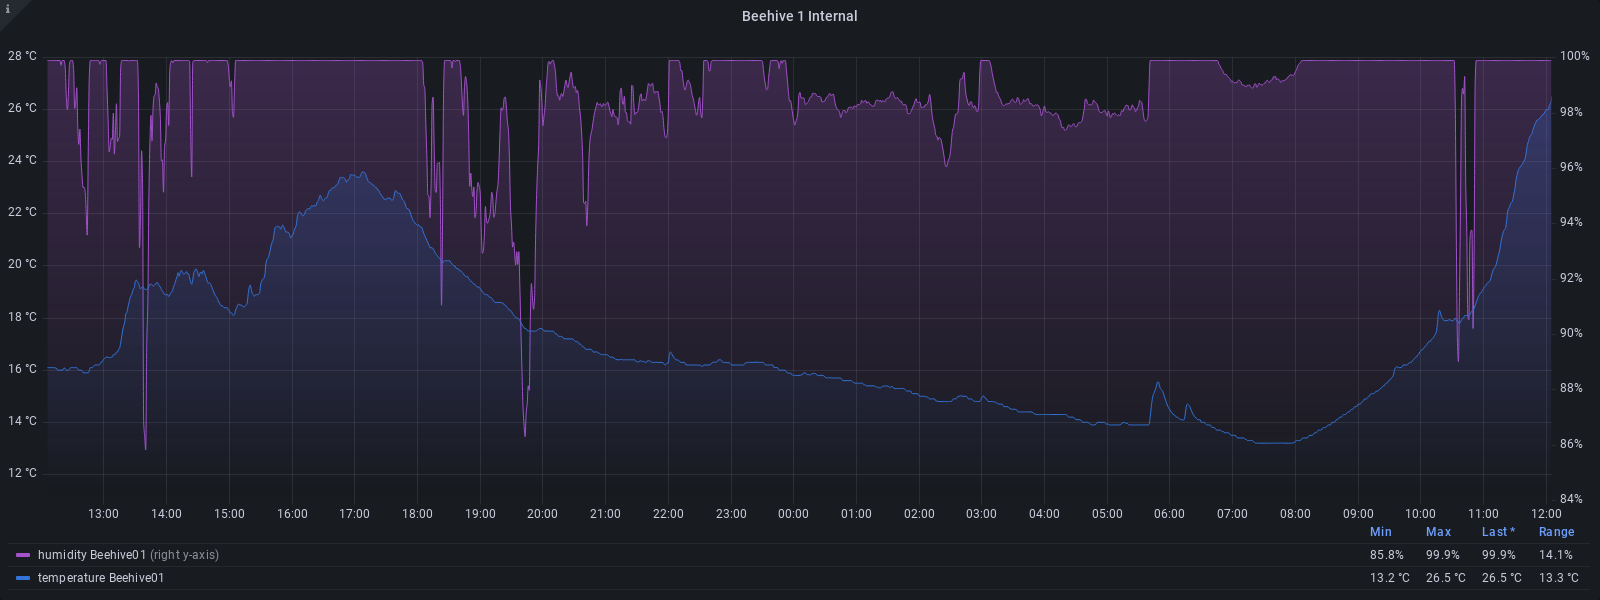 i
Beehive 1 Internal
28 °C
26 °C
24 °C
22 °C
20 °C
18 °C
16 °C
14 °C
12 °C
100%
98%
96%
94%
92%
90%
88%
86%
84%
13:00 14:00 15:00 16:00 17:00 18:00 19:00 20:00 21:00 22:00 23:00 00:00 01:00 02:00 03:00 04:00 05:00 06:00 07:00 08:00 09:00 10:00 11:00 12:00
Min Max Last * Range
humidity Beehive01 (right y-axis) 85.8% 99.9% 99.9% 14.1%
temperature Beehive01 13.2 °C 26.5 °C 26.5 °C 13.3 °C